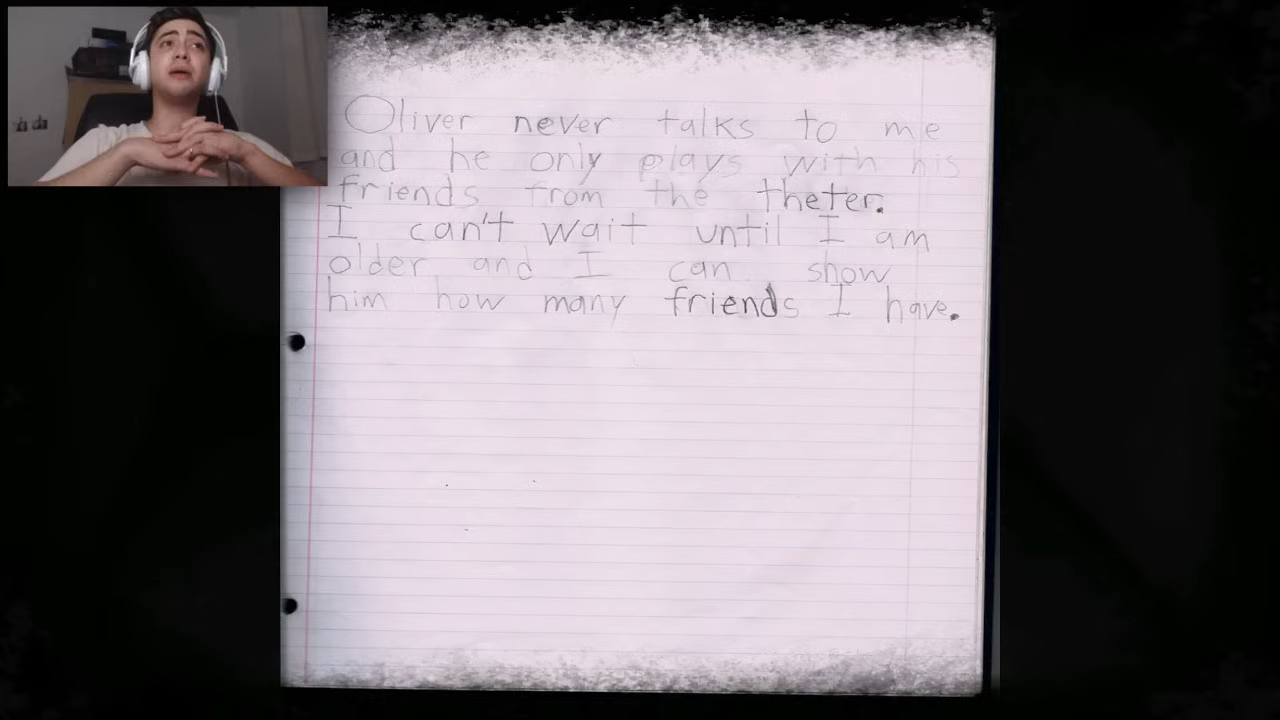 Oliver never talks to me
and he only plays with his
friends from the theter.
I can't wait until I am
older and I can show
him how many friends I have.